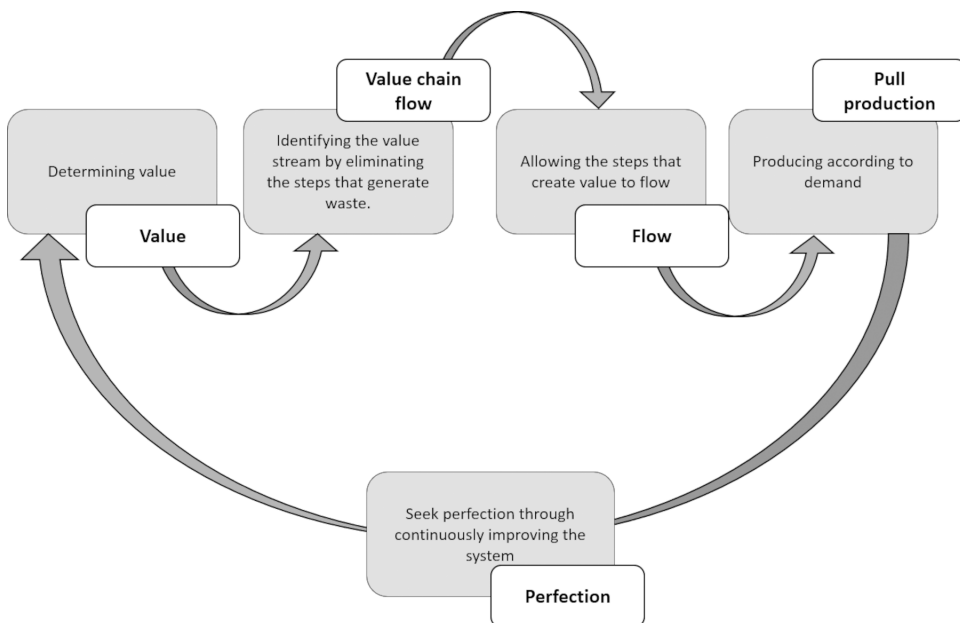 Determining value
Value
Value chain
flow
Identifying the value
stream by eliminating
the steps that generate
waste.
Allowing the steps that
create value to flow
Flow
Pull
production
Producing according to
demand
Seek perfection through
continuously improving the
system
Perfection